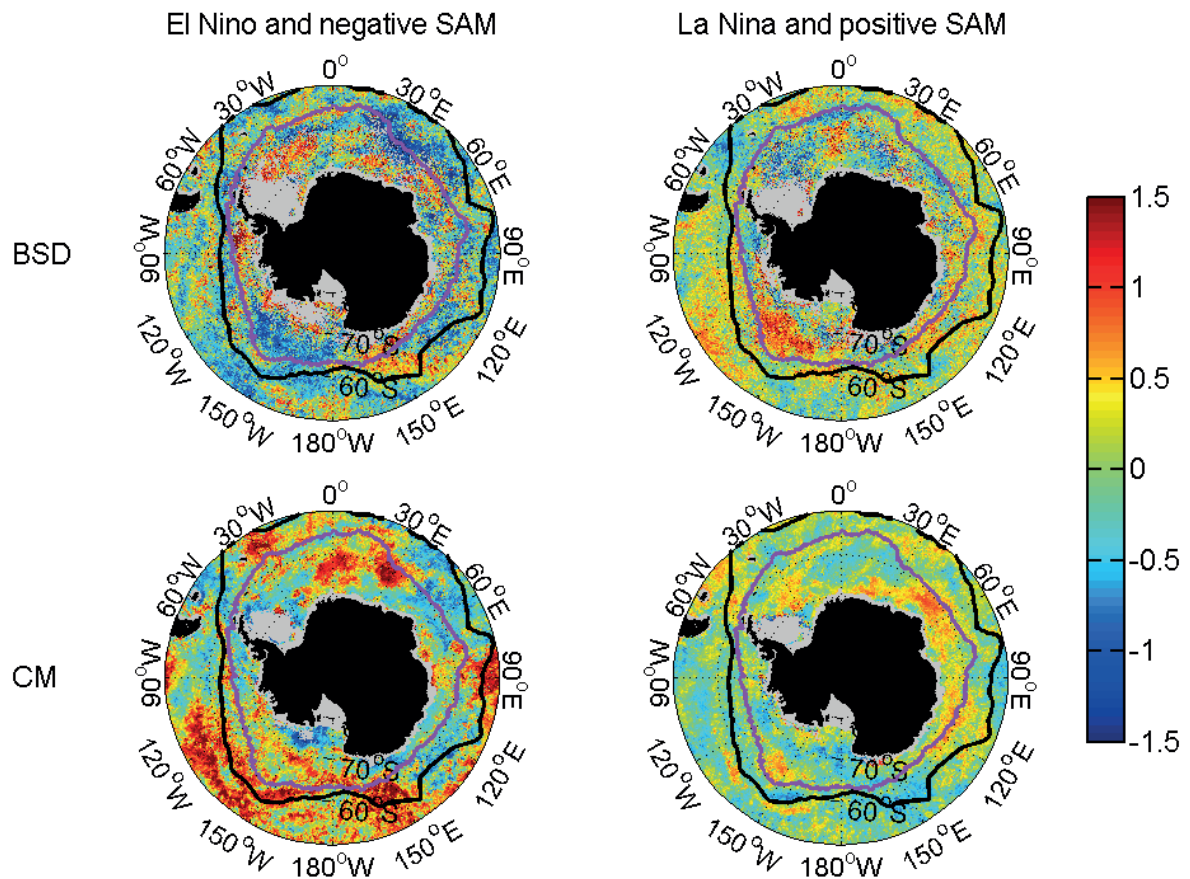 El Nino and negative SAM
La Nina and positive SAM
0°
30°E
60°E
90°E
120°E
150°E
180°W
150°W
120°W
90°W
60°W
30°W
70°S
60°S
0°
30°E
60°E
90°E
120°E
150°E
180°W
150°W
120°W
90°W
60°W
30°W
70°S
60°S
BSD
0°
30°E
60°E
90°E
120°E
150°E
180°W
150°W
120°W
90°W
60°W
30°W
70°S
60°S
0°
30°E
60°E
90°E
120°E
150°E
180°W
150°W
120°W
90°W
60°W
30°W
70°S
60°S
CM
1.5
1
0.5
0
-0.5
-1
-1.5